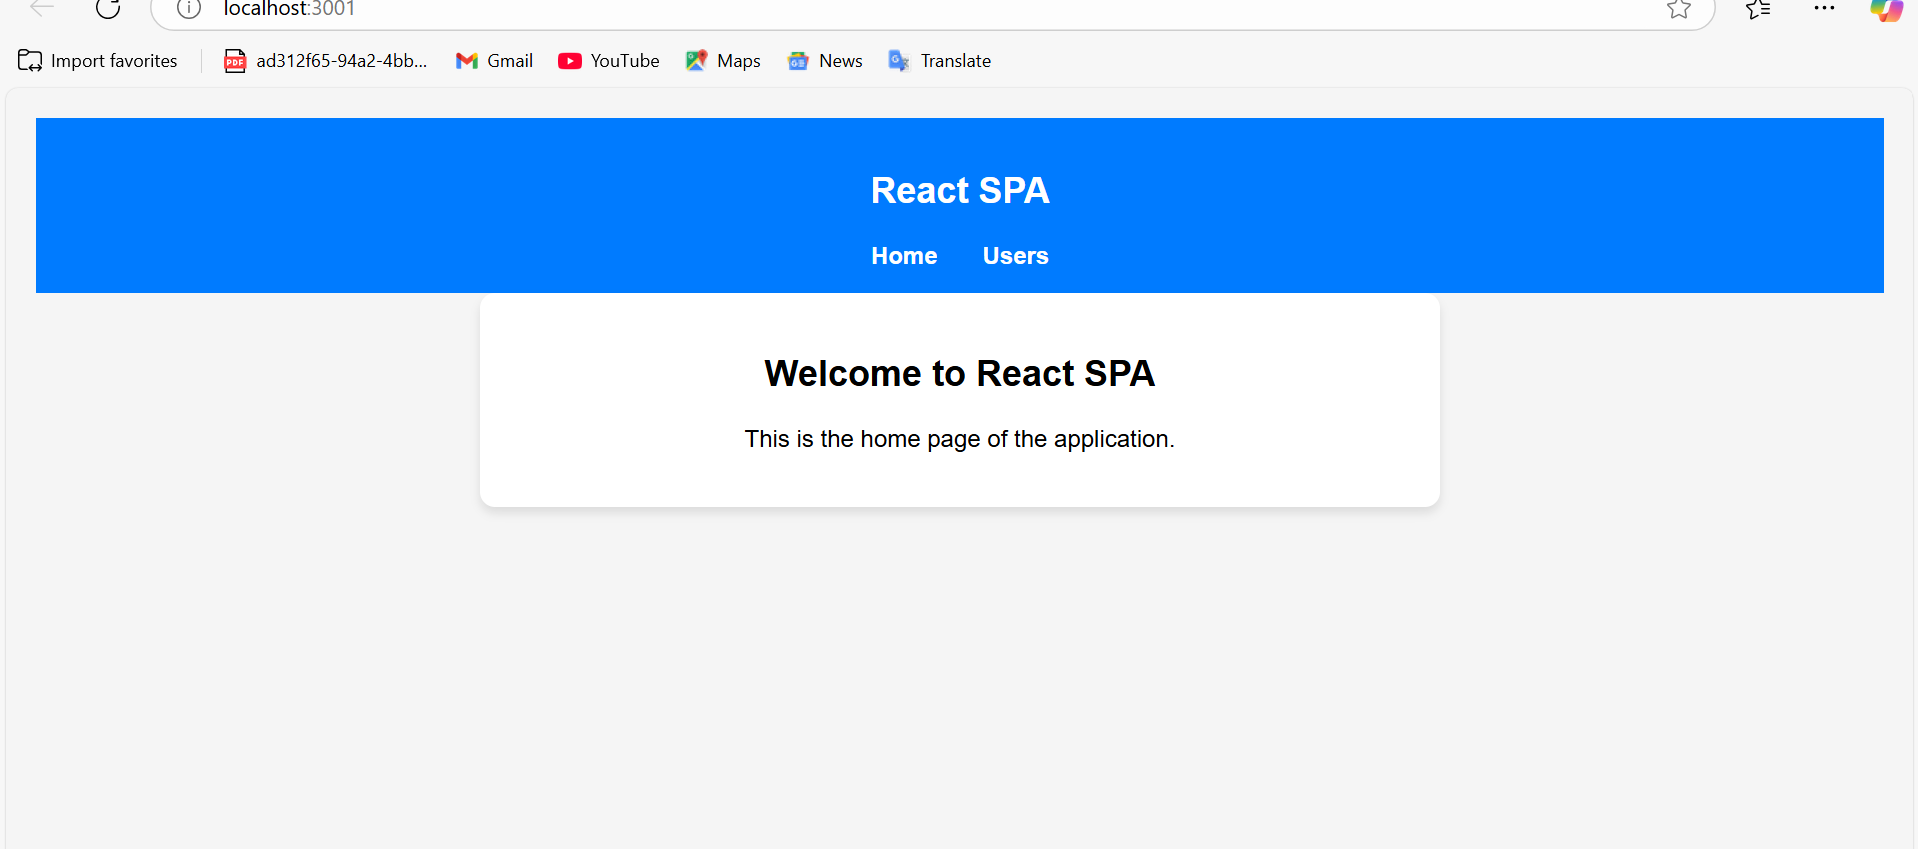 localhost:3001
Import favorites PDF ad312f65-94a2-4bb... Gmail YouTube Maps News Translate
React SPA
Home Users
Welcome to React SPA
This is the home page of the application.